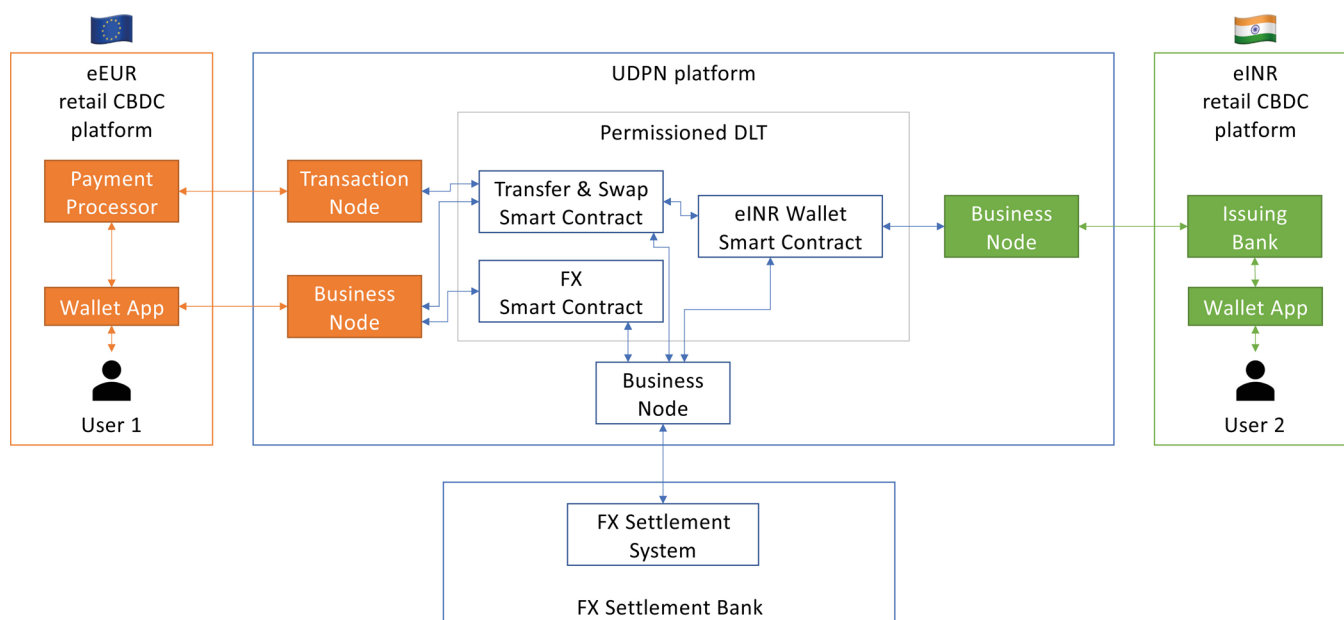 eEUR
retail CBDC
platform
Payment
Processor
Wallet App
User 1
UDPN platform
Permissioned DLT
Transaction
Node
Business
Node
Transfer & Swap
Smart Contract
FX
Smart Contract
eINR Wallet
Smart Contract
Business
Node
Business
Node
eINR
retail CBDC
platform
Issuing
Bank
Wallet App
User 2
FX Settlement
System
FX Settlement Bank